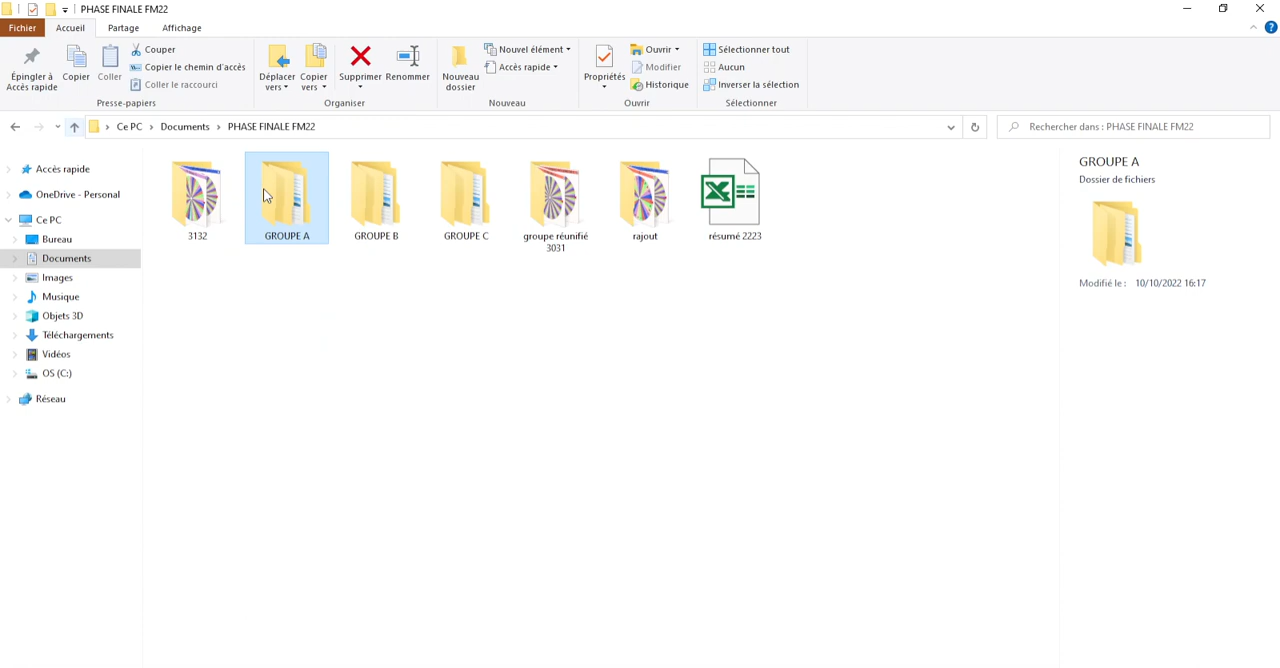 PHASE FINALE FM22
Fichier Accueil Partage Affichage
Épingler à Accès rapide
Copier
Coller
Couper
Copier le chemin d'accès
Coller le raccourci
Presse-papiers
Déplacer vers
Copier vers
Supprimer
Renommer
Organiser
Nouveau dossier
Nouvel élément
Accès rapide
Nouveau
Propriétés
Ouvrir
Modifier
Historique
Ouvrir
Sélectionner tout
Aucun
Inverser la sélection
Sélectionner
Ce PC > Documents > PHASE FINALE FM22
Rechercher dans : PHASE FINALE FM22
Accès rapide
OneDrive - Personal
Ce PC
Bureau
Documents
Images
Musique
Objets 3D
Téléchargements
Vidéos
OS (C:)
Réseau
3132
GROUPE A
GROUPE B
GROUPE C
groupe réunifié
3031
rajout
résumé 2223
GROUPE A
Dossier de fichiers
Modifié le : 10/10/2022 16:17